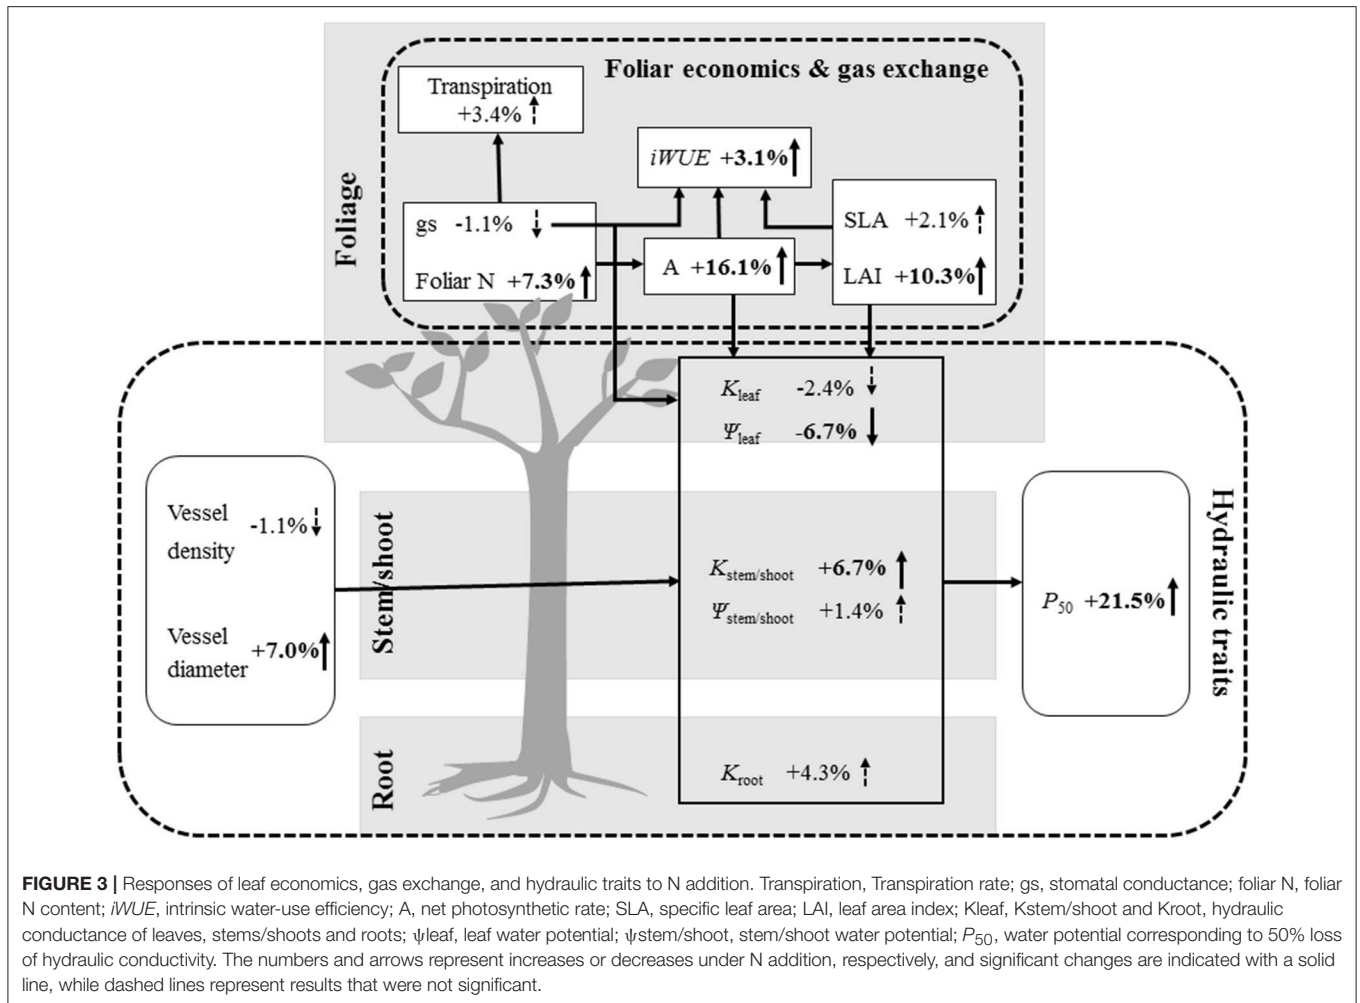 Foliar economics & gas exchange
Transpiration
+3.4%
iWUE +3.1%
Foliage
gs -1.1%
Foliar N +7.3%
A +16.1%
SLA +2.1%
LAI +10.3%
Kleaf -2.4%
Ψleaf -6.7%
Vessel
density
-1.1%
Vessel
diameter
+7.0%
Stem/shoot
Kstem/shoot +6.7%
Ψstem/shoot +1.4%
P50 +21.5%
Hydraulic traits
Root
Kroot +4.3%
FIGURE 3 | Responses of leaf economics, gas exchange, and hydraulic traits to N addition. Transpiration, Transpiration rate; gs, stomatal conductance; foliar N, foliar
N content; iWUE, intrinsic water-use efficiency; A, net photosynthetic rate; SLA, specific leaf area; LAI, leaf area index; Kleaf, Kstem/shoot and Kroot, hydraulic
conductance of leaves, stems/shoots and roots; ψleaf, leaf water potential; ψstem/shoot, stem/shoot water potential; P50, water potential corresponding to 50% loss
of hydraulic conductivity. The numbers and arrows represent increases or decreases under N addition, respectively, and significant changes are indicated with a solid
line, while dashed lines represent results that were not significant.